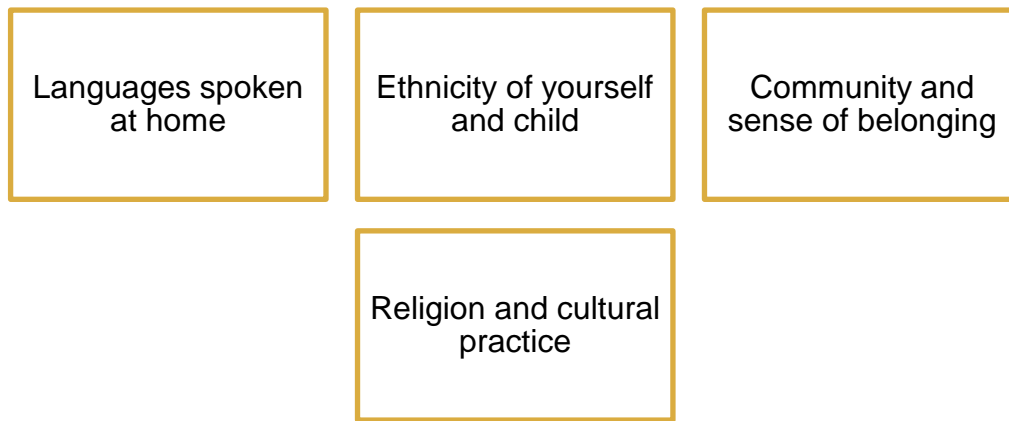 Languages spoken
at home
Ethnicity of yourself
and child
Community and
sense of belonging
Religion and cultural
practice